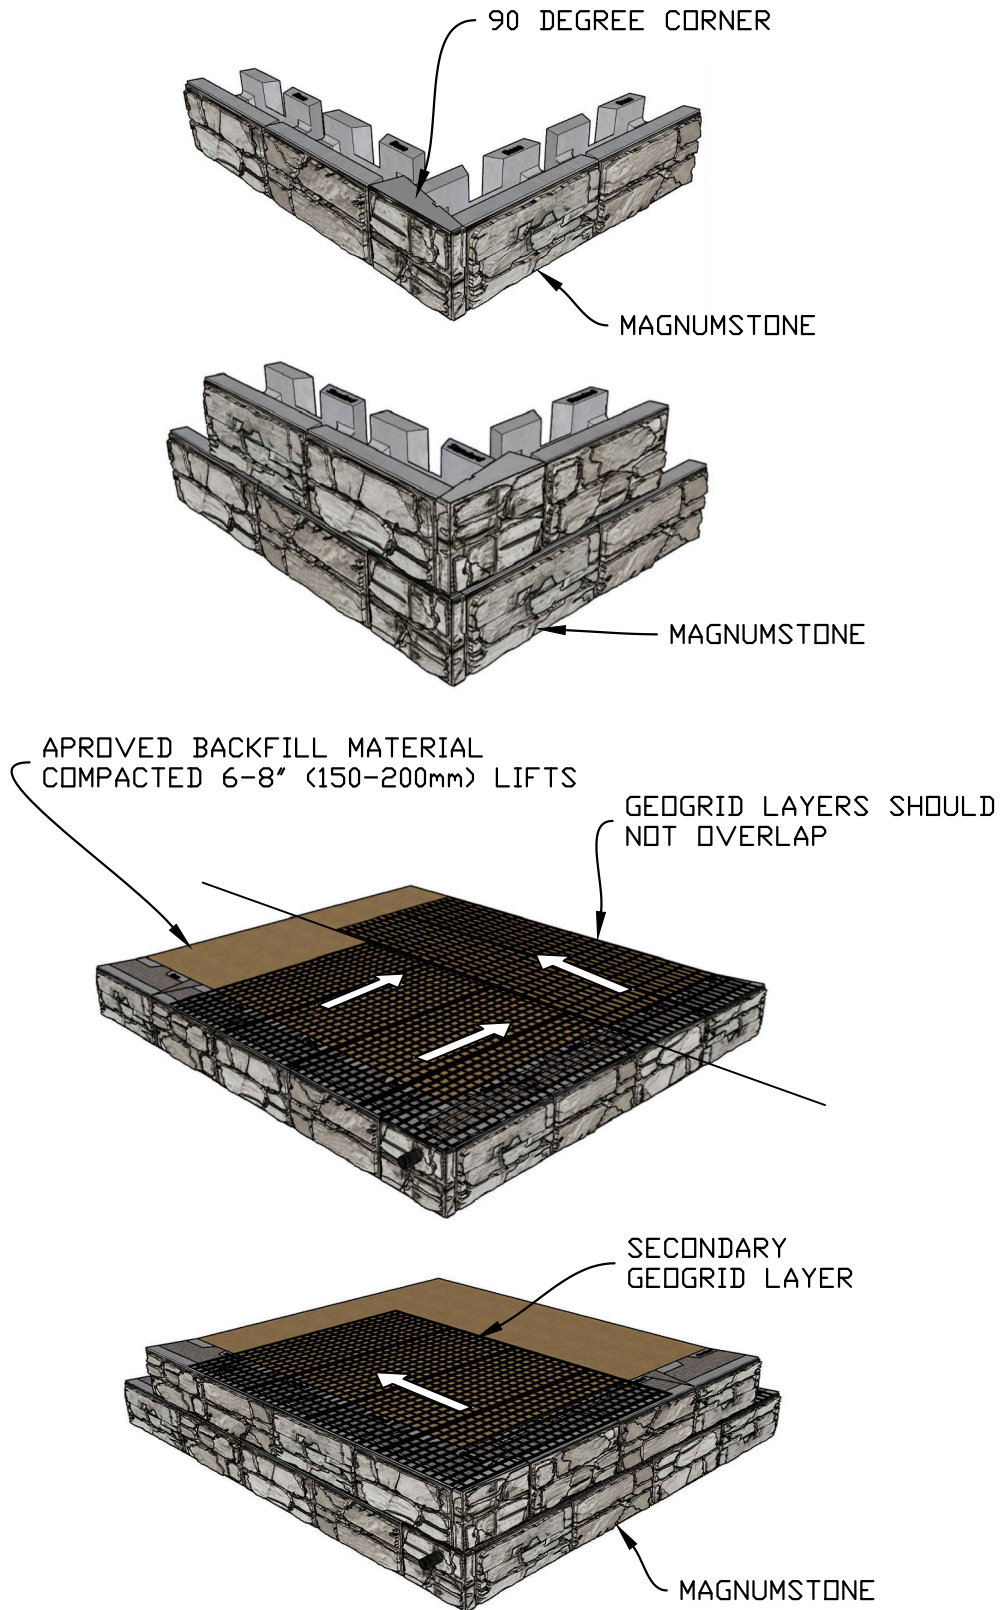 90 DEGREE CORNER
MAGNUMSTONE
MAGNUMSTONE
APROVED BACKFILL MATERIAL
COMPACTED 6-8" (150-200mm) LIFTS
GEOGRID LAYERS SHOULD
NOT OVERLAP
SECONDARY
GEOGRID LAYER
MAGNUMSTONE